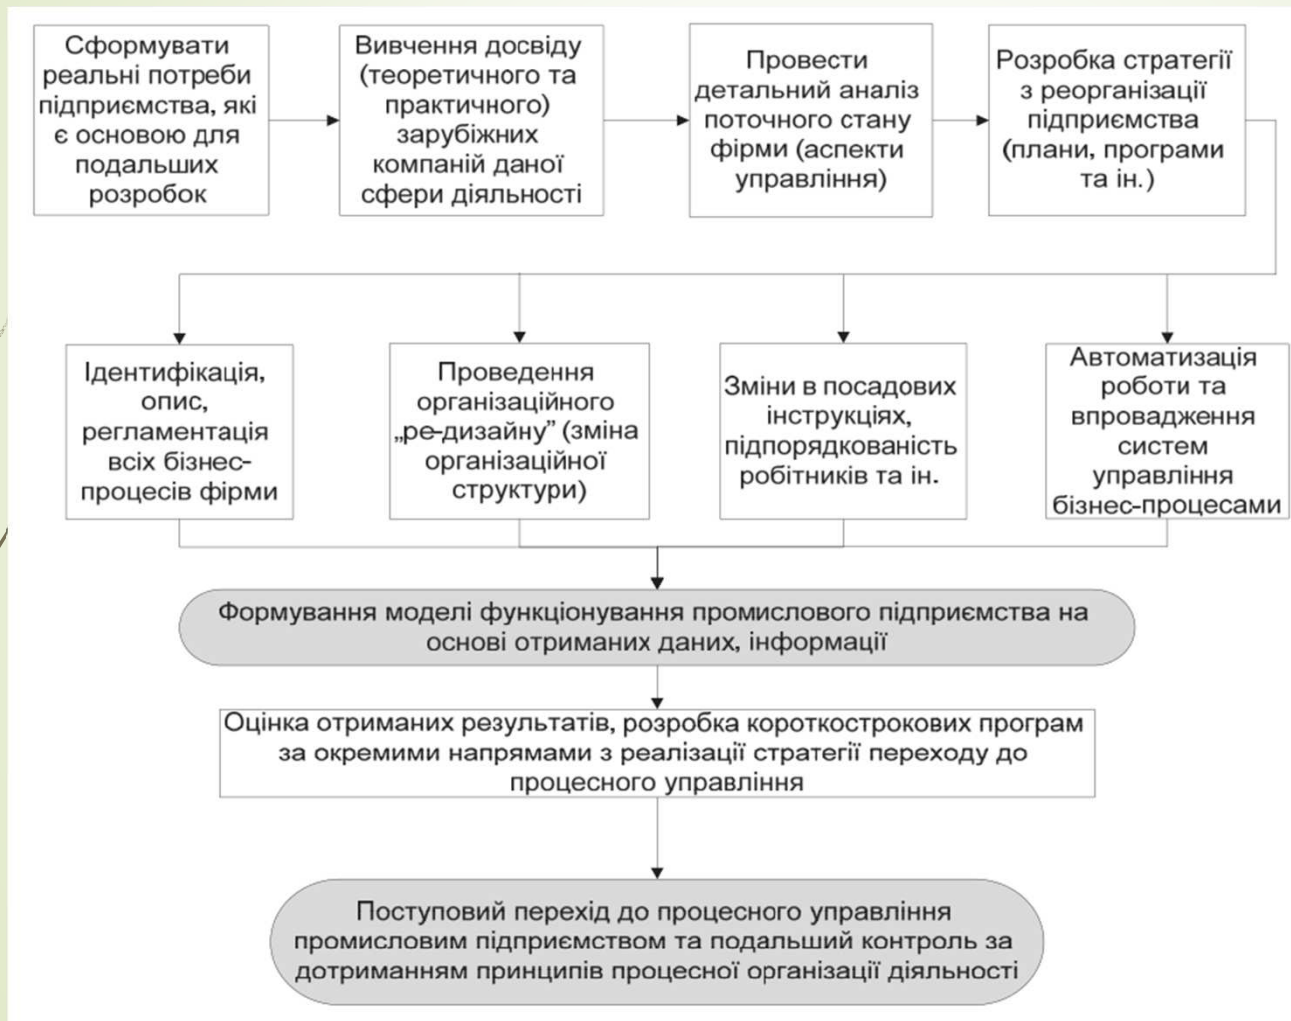 Сформувати
реальні потреби
підприємства, які
є основою для
подальших
розробок
Вивчення досвіду
(теоретичного та
практичного)
зарубіжних
компаній даної
сфери діяльності
Провести
детальний аналіз
поточного стану
фірми (аспекти
управління)
Розробка стратегії
з реорганізації
підприємства
(плани, програми
та ін.)
Ідентифікація,
опис,
регламентація
всіх бізнес-
процесів фірми
Проведення
організаційного
„ре-дизайну” (зміна
організаційної
структури)
Зміни в посадових
інструкціях,
підпорядкованість
робітників та ін.
Автоматизація
роботи та
впровадження
систем
управління
бізнес-процесами
Формування моделі функціонування промислового підприємства на
основі отриманих даних, інформації
Оцінка отриманих результатів, розробка короткострокових програм
за окремими напрямами з реалізації стратегії переходу до
процесного управління
Поступовий перехід до процесного управління
промисловим підприємством та подальший контроль за
дотриманням принципів процесної організації діяльності